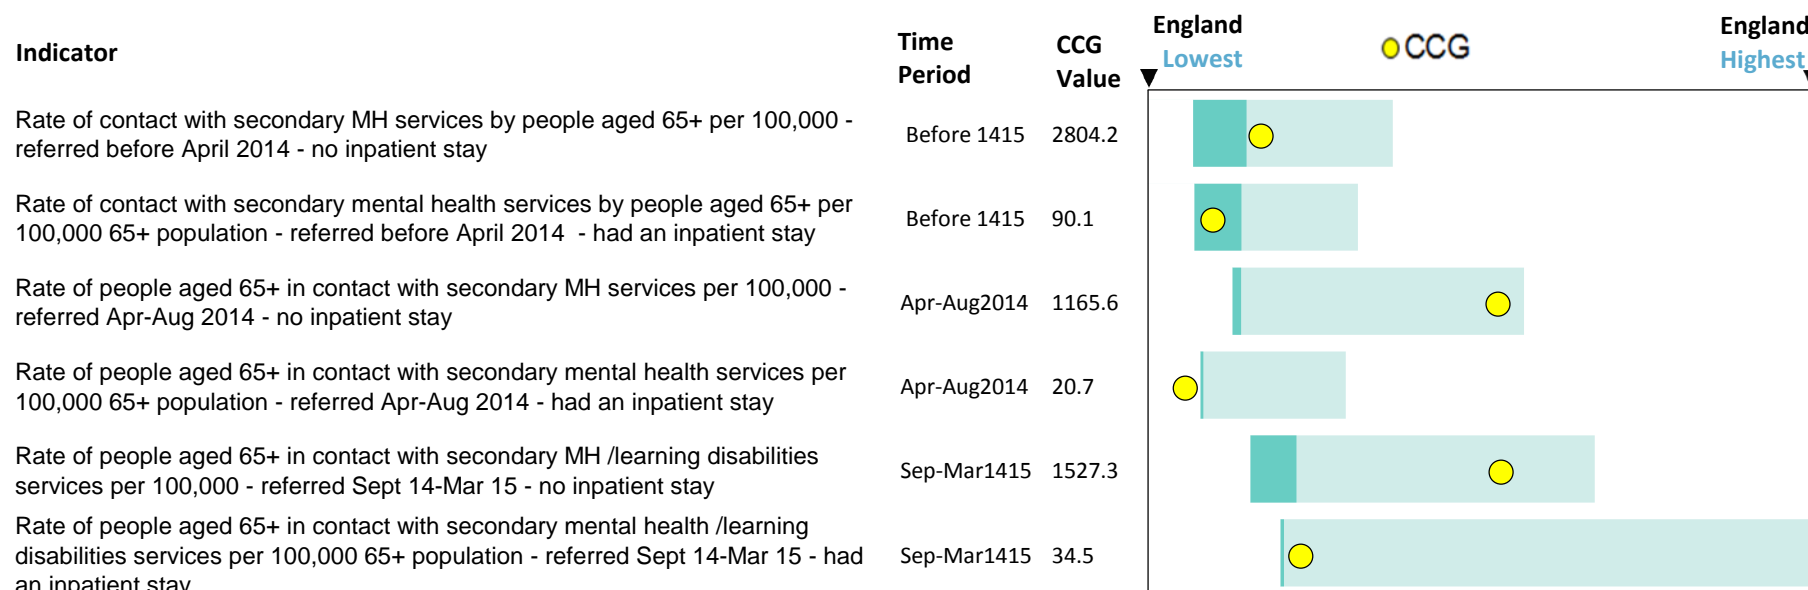 Indicator
Time Period
CCG Value
England Lowest
CCG
England Highest
Rate of contact with secondary MH services by people aged 65+ per 100,000 -
referred before April 2014 - no inpatient stay
Before 1415 2804.2
Rate of contact with secondary mental health services by people aged 65+ per
100,000 65+ population - referred before April 2014 - had an inpatient stay
Before 1415 90.1
Rate of people aged 65+ in contact with secondary MH services per 100,000 -
referred Apr-Aug 2014 - no inpatient stay
Apr-Aug2014 1165.6
Rate of people aged 65+ in contact with secondary mental health services per
100,000 65+ population - referred Apr-Aug 2014 - had an inpatient stay
Apr-Aug2014 20.7
Rate of people aged 65+ in contact with secondary MH /learning disabilities
services per 100,000 - referred Sept 14-Mar 15 - no inpatient stay
Sep-Mar1415 1527.3
Rate of people aged 65+ in contact with secondary mental health /learning
disabilities services per 100,000 65+ population - referred Sept 14-Mar 15 - had
an inpatient stay
Sep-Mar1415 34.5